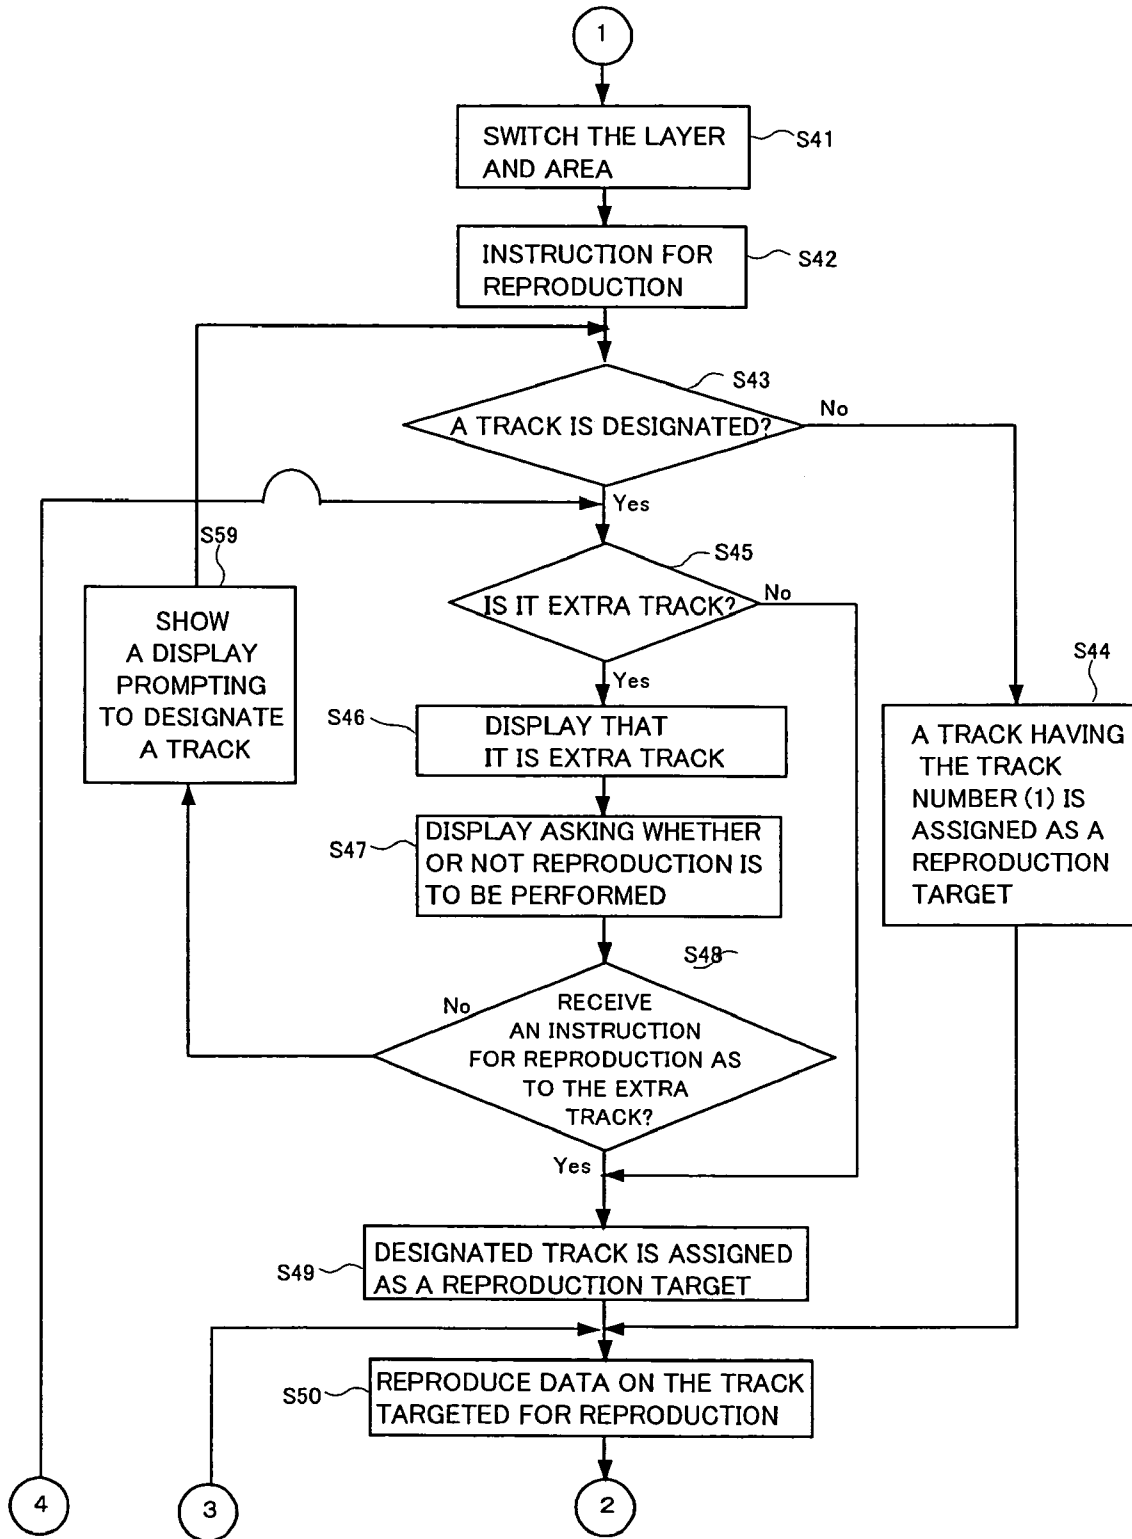 1
SWITCH THE LAYER
AND AREA
S41
INSTRUCTION FOR
REPRODUCTION
S42
S43
A TRACK IS DESIGNATED?
No
Yes
S59
SHOW
A DISPLAY
PROMPTING
TO DESIGNATE
A TRACK
S45
IS IT EXTRA TRACK?
No
Yes
S44
A TRACK HAVING
THE TRACK
NUMBER (1) IS
ASSIGNED AS A
REPRODUCTION
TARGET
S46
DISPLAY THAT
IT IS EXTRA TRACK
S47
DISPLAY ASKING WHETHER
OR NOT REPRODUCTION IS
TO BE PERFORMED
S48
No
RECEIVE
AN INSTRUCTION
FOR REPRODUCTION AS
TO THE EXTRA
TRACK?
Yes
S49
DESIGNATED TRACK IS ASSIGNED
AS A REPRODUCTION TARGET
S50
REPRODUCE DATA ON THE TRACK
TARGETED FOR REPRODUCTION
4
3
2